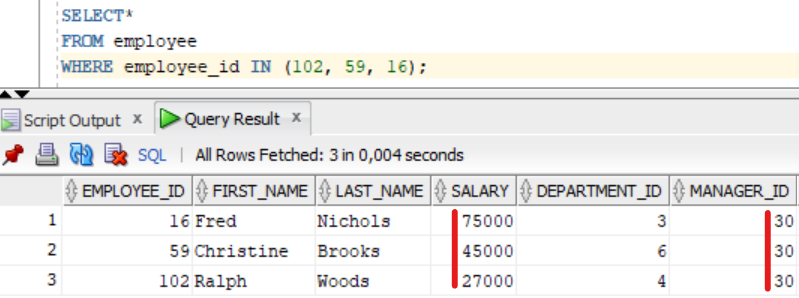 SELECT*
FROM employee
WHERE employee_id IN (102, 59, 16);
Script Output x Query Result x
SQL | All Rows Fetched: 3 in 0,004 seconds
EMPLOYEE_ID FIRST_NAME LAST_NAME SALARY DEPARTMENT_ID MANAGER_ID
1 16 Fred Nichols 75000 3 30
2 59 Christine Brooks 45000 6 30
3 102 Ralph Woods 27000 4 30